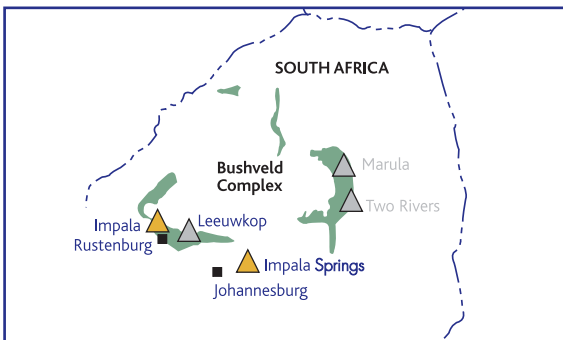 SOUTH AFRICA
Bushveld
Complex
Marula
Two Rivers
Impala
Rustenburg
Leeuwkop
Impala Springs
Johannesburg